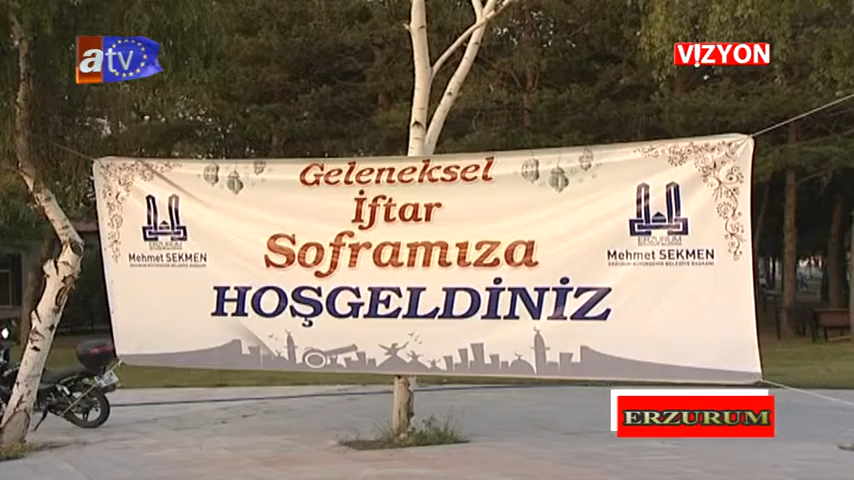 atv
VİZYON
Geleneksel
İftar
Soframıza
HOŞGELDİNİZ
ERZURUM
Mehmet SEKMEN
ERZURUM BÜYÜKŞEHİR BELEDİYE BAŞKANI
ERZURUM
Mehmet SEKMEN
ERZURUM BÜYÜKŞEHİR BELEDİYE BAŞKANI
ERZURUM